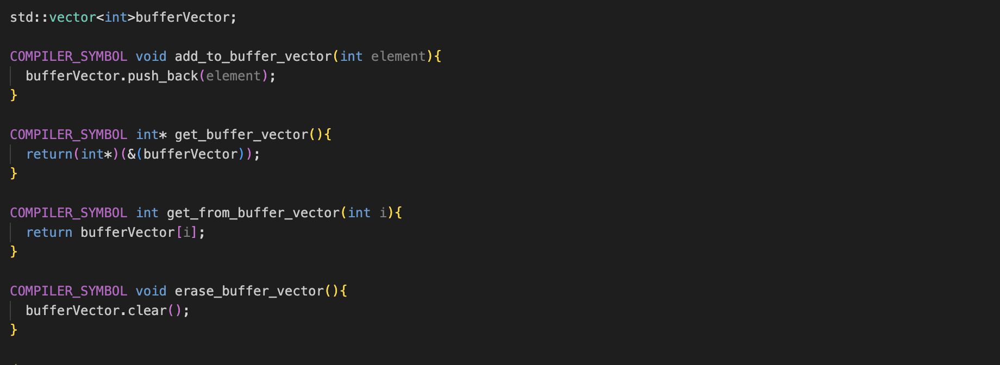 std::vector<int>bufferVector;
COMPILER_SYMBOL void add_to_buffer_vector(int element){
bufferVector.push_back(element);
}
COMPILER_SYMBOL int* get_buffer_vector(){
return(int*)(&(bufferVector));
}
COMPILER_SYMBOL int get_from_buffer_vector(int i){
return bufferVector[i];
}
COMPILER_SYMBOL void erase_buffer_vector(){
bufferVector.clear();
}